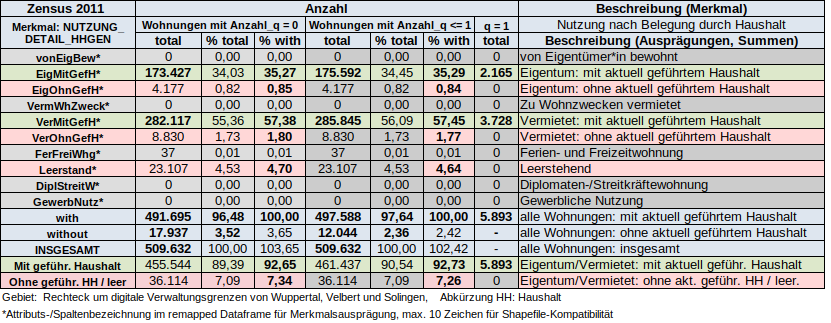 Zensus 2011 Anzahl Beschreibung (Merkmal)
Merkmal: NUTZUNG_DETAIL_HHGEN Wohnungen mit Anzahl_q = 0 Wohnungen mit Anzahl_q <= 1 q = 1 Nutzung nach Belegung durch Haushalt
total % total % with total % total % with total Beschreibung (Ausprägungen, Summen)
vonEigBew* 0 0,00 0,00 0 0,00 0,00 0 von Eigentümer*in bewohnt
EigMitGefH* 173.427 34,03 35,27 175.592 34,45 35,29 2.165 Eigentum: mit aktuell geführtem Haushalt
EigOhnGefH* 4.177 0,82 0,85 4.177 0,82 0,84 0 Eigentum: ohne aktuell geführtem Haushalt
VermWhZweck* 0 0,00 0,00 0 0,00 0,00 0 Zu Wohnzwecken vermietet
VerMitGefH* 282.117 55,36 57,38 285.845 56,09 57,45 3.728 Vermietet: mit aktuell geführtem Haushalt
VerOhnGefH* 8.830 1,73 1,80 8.830 1,73 1,77 0 Vermietet: ohne aktuell geführtem Haushalt
FerFreiWhg* 37 0,01 0,01 37 0,01 0,01 0 Ferien- und Freizeitwohnung
Leerstand* 23.107 4,53 4,70 23.107 4,53 4,64 0 Leerstehend
DiplStreitW* 0 0,00 0,00 0 0,00 0,00 0 Diplomaten-/Streitkräftewohnung
GewerbNutz* 0 0,00 0,00 0 0,00 0,00 0 Gewerbliche Nutzung
with 491.695 96,48 100,00 497.588 97,64 100,00 5.893 alle Wohnungen: mit aktuell geführtem Haushalt
without 17.937 3,52 3,65 12.044 2,36 2,42 - alle Wohnungen: ohne aktuell geführtem Haushalt
INSGESAMT 509.632 100,00 103,65 509.632 100,00 102,42 - alle Wohnungen: insgesamt
Mit geführ. Haushalt 455.544 89,39 92,65 461.437 90,54 92,73 5.893 Eigentum/Vermietet: mit aktuell geführ. Haushalt
Ohne geführ. HH / leer 36.114 7,09 7,34 36.114 7,09 7,26 0 Eigentum/Vermietet: ohne akt. geführ. HH / leer.
Gebiet: Rechteck um digitale Verwaltungsgrenzen von Wuppertal, Velbert und Solingen, Abkürzung HH: Haushalt
*Attributs-/Spaltenbezeichnung im remapped Dataframe für Merkmalsausprägung, max. 10 Zeichen für Shapefile-Kompatibilität